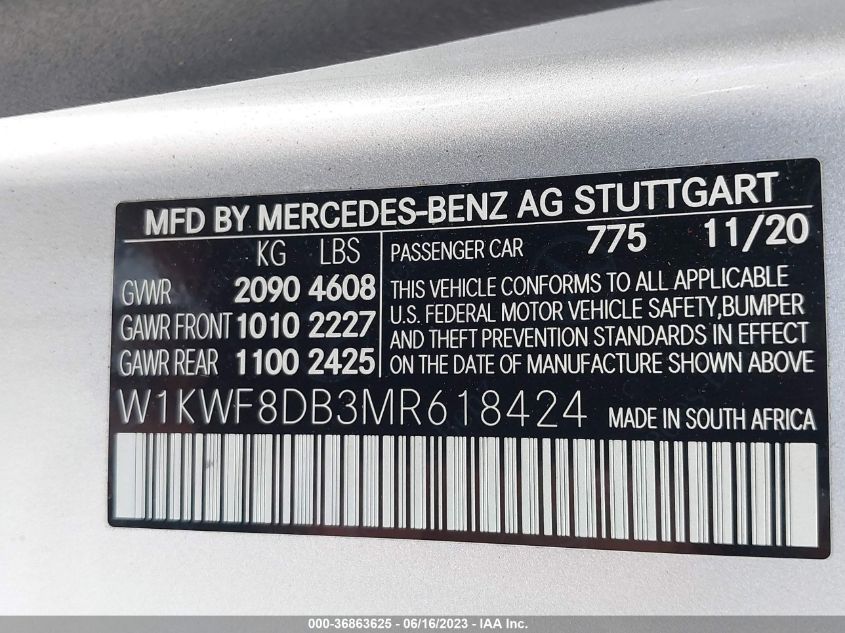 MFD BY MERCEDES-BENZ AG STUTTGART
KG LBS
GVWR 2090 4608
GAWR FRONT 1010 2227
GAWR REAR 1100 2425
PASSENGER CAR 775 11/20
THIS VEHICLE CONFORMS TO ALL APPLICABLE
U.S. FEDERAL MOTOR VEHICLE SAFETY,BUMPER
AND THEFT PREVENTION STANDARDS IN EFFECT
ON THE DATE OF MANUFACTURE SHOWN ABOVE
W1KWF8DB3MR618424 MADE IN SOUTH AFRICA
000-36863625 - 06/16/2023 - IAA Inc.